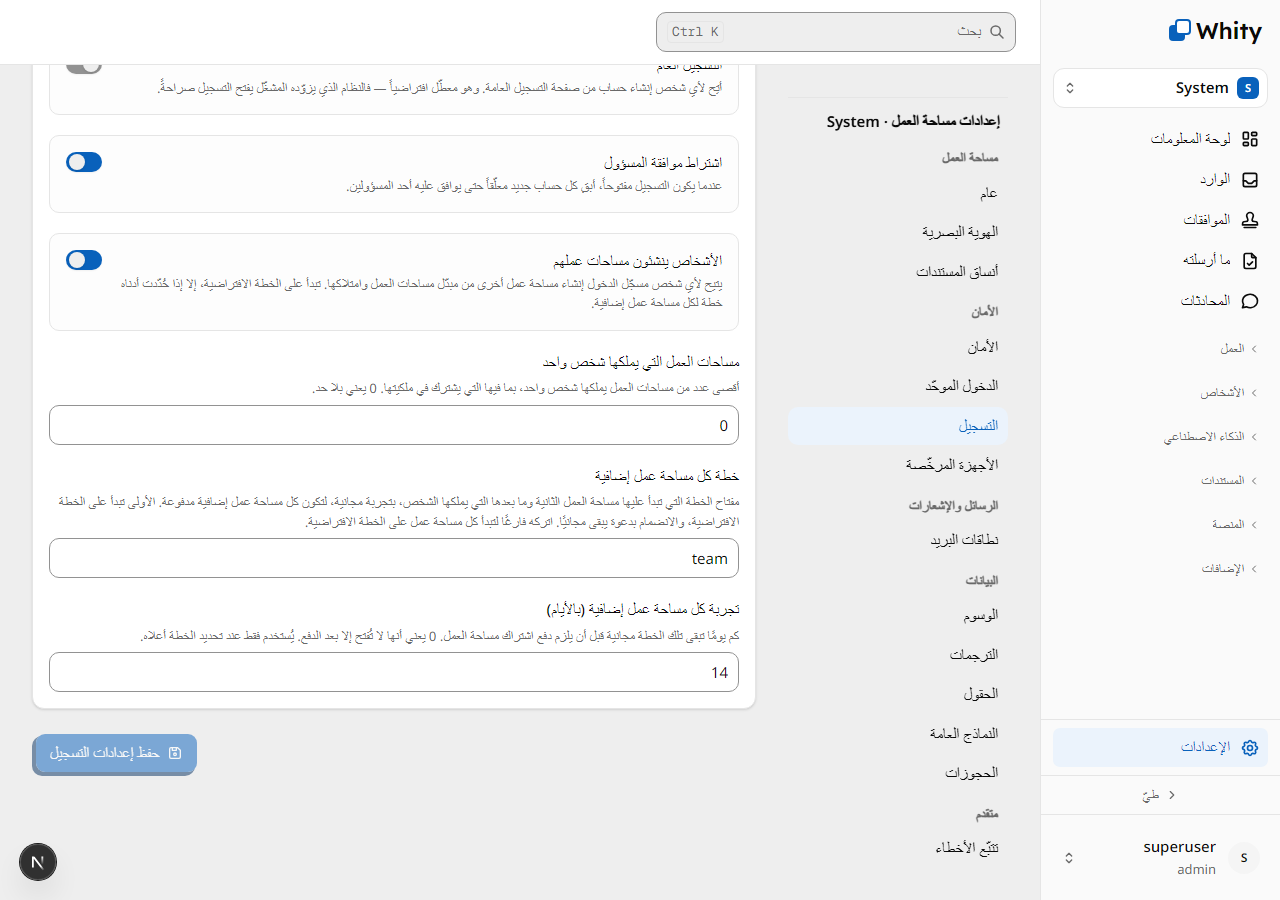 Whity
S System
لوحة المعلومات
الوارد
الموافقات
ما أرسلته
المحادثات
العمل
الأشخاص
الذكاء الاصطناعي
المستندات
المنصة
الإضافات
الإعدادات
طيّ
S superuser
admin
بحث Ctrl K
إعدادات مساحة العمل · System
مساحة العمل
عام
الهوية البصرية
أنساق المستندات
الأمان
الأمان
الدخول الموحّد
التسجيل
الأجهزة المرخّصة
الرسائل والإشعارات
نطاقات البريد
البيانات
الوسوم
الترجمات
الحقول
النماذج العامة
الحجوزات
متقدم
تتبّع الأخطاء
التسجيل العام
أتِح لأي شخص إنشاء حساب من صفحة التسجيل العامة. وهو معطّل افتراضياً — فالنظام الذي يزوّده المشغّل يفتح التسجيل صراحةً.
اشتراط موافقة المسؤول
عندما يكون التسجيل مفتوحاً، أبقِ كل حساب جديد معلّقاً حتى يوافق عليه أحد المسؤولين.
الأشخاص ينشئون مساحات عملهم
يتيح لأي شخص مسجّل الدخول إنشاء مساحة عمل أخرى من مبدّل مساحات العمل وامتلاكها. تبدأ على الخطة الافتراضية، إلا إذا حُدّدت أدناه
خطة لكل مساحة عمل إضافية.
مساحات العمل التي يملكها شخص واحد
أقصى عدد من مساحات العمل يملكها شخص واحد، بما فيها التي يشترك في ملكيتها. 0 يعني بلا حد.
0
خطة كل مساحة عمل إضافية
مفتاح الخطة التي تبدأ عليها مساحة العمل الثانية وما بعدها التي يملكها الشخص، بتجربة مجانية، لتكون كل مساحة عمل إضافية مدفوعة. الأولى تبدأ على الخطة
الافتراضية، والانضمام بدعوة يبقى مجانيًا. اتركه فارغًا لتبدأ كل مساحة عمل على الخطة الافتراضية.
team
تجربة كل مساحة عمل إضافية (بالأيام)
كم يومًا تبقى تلك الخطة مجانية قبل أن يلزم دفع اشتراك مساحة العمل. 0 يعني أنها لا تُفتح إلا بعد الدفع. يُستخدم فقط عند تحديد الخطة أعلاه.
14
حفظ إعدادات التسجيل
N